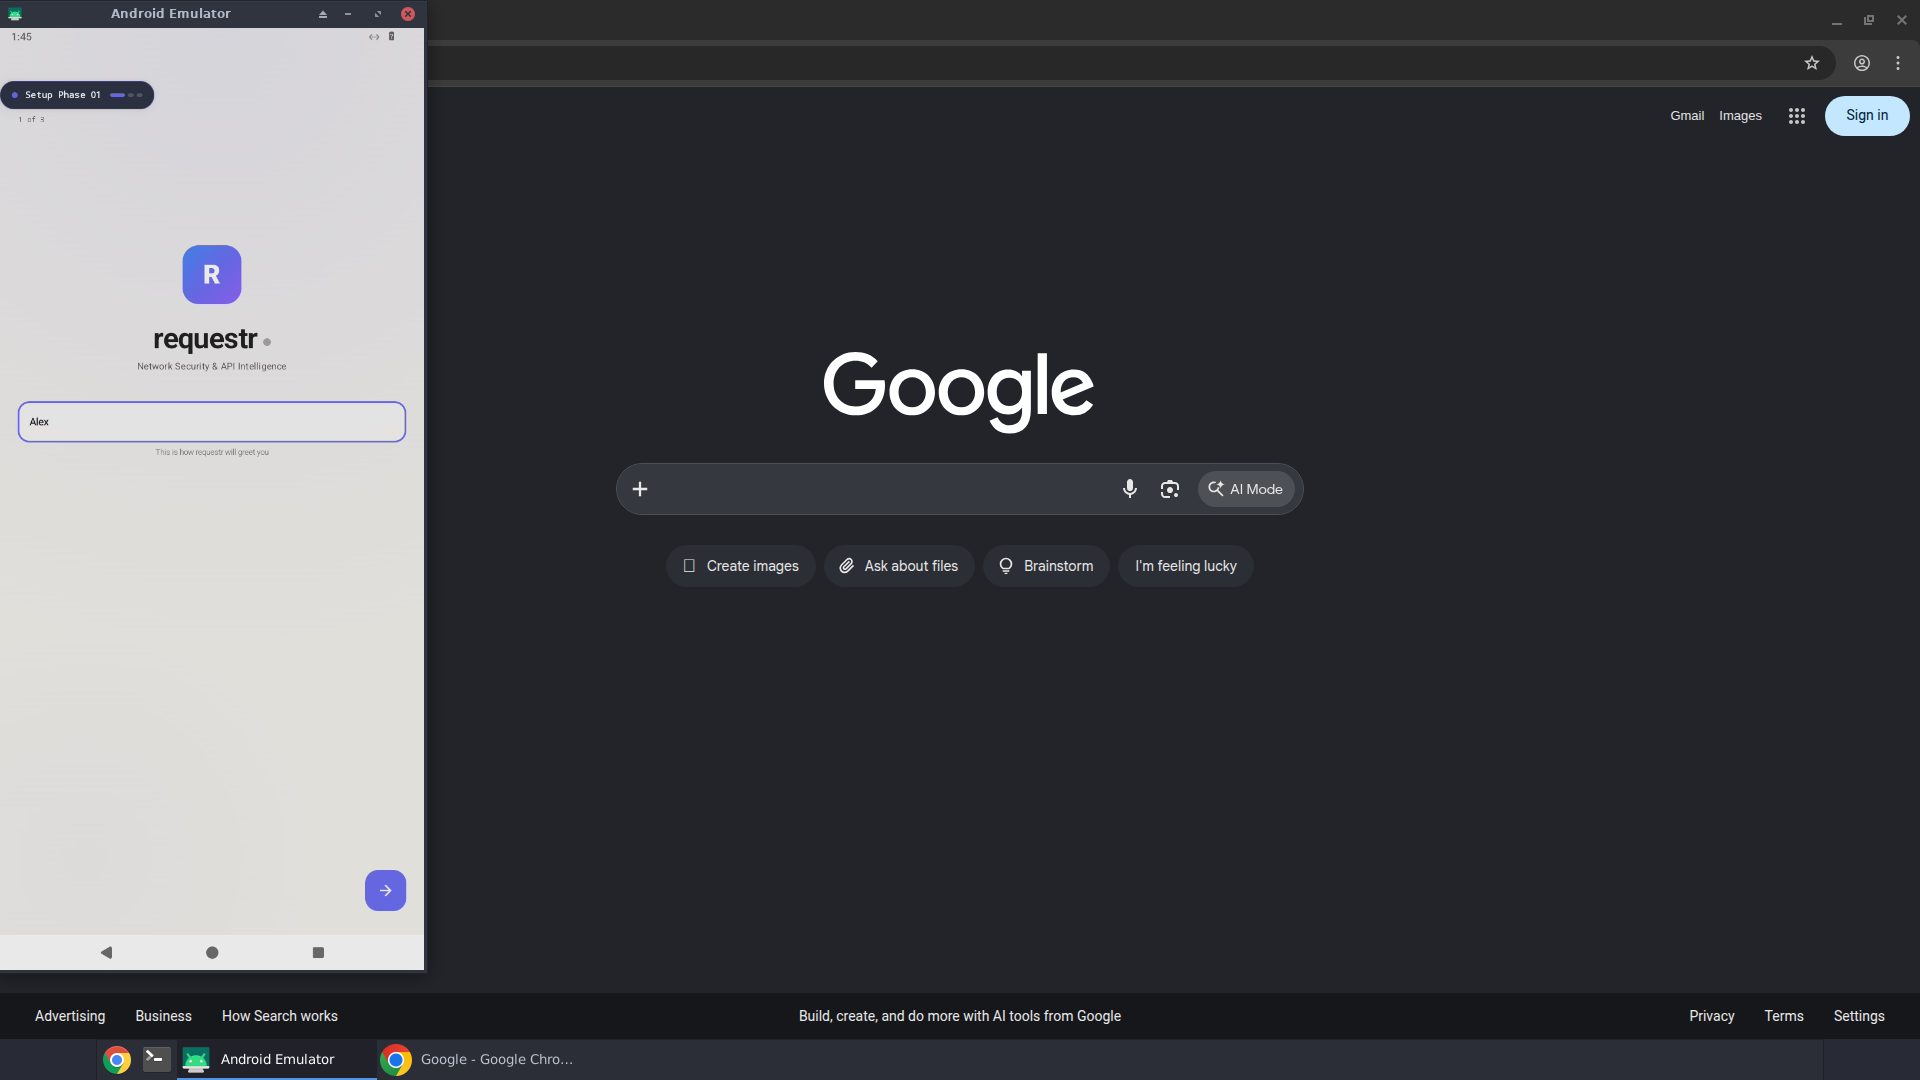 Android Emulator
1:45
Setup Phase 01
1 of 3
R
requestr
Network Security & API Intelligence
Alex
This is how requestr will greet you
Gmail Images Sign in
Google
AI Mode
Create images Ask about files Brainstorm I'm feeling lucky
Advertising Business How Search works Build, create, and do more with AI tools from Google Privacy Terms Settings
Android Emulator Google - Google Chro...